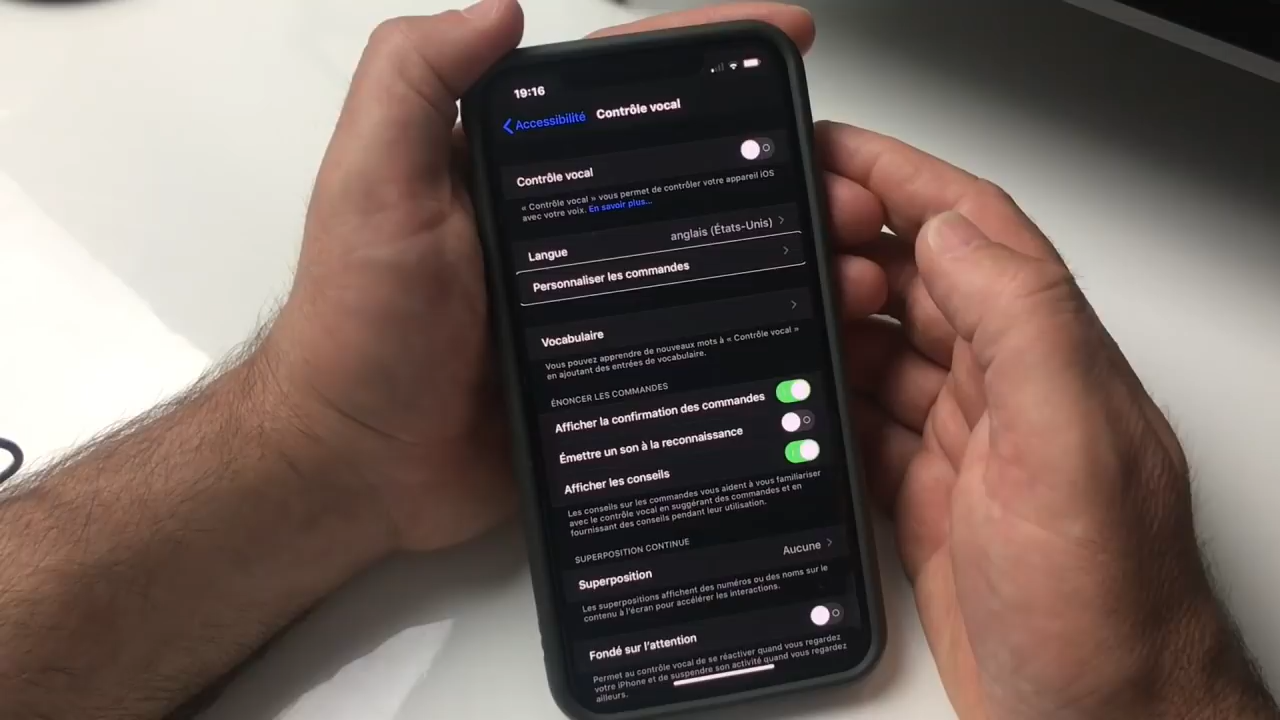 19:16
Accessibilité Contrôle vocal
Contrôle vocal
« Contrôle vocal » vous permet de contrôler votre appareil iOS
avec votre voix. En savoir plus...
Langue anglais (États-Unis)
Personnaliser les commandes
Vocabulaire
Vous pouvez apprendre de nouveaux mots à « Contrôle vocal »
en ajoutant des entrées de vocabulaire.
ÉNONCER LES COMMANDES
Afficher la confirmation des commandes
Émettre un son à la reconnaissance
Afficher les conseils
Les conseils sur les commandes vous aident à vous familiariser
avec le contrôle vocal en suggérant des commandes et en
fournissant des conseils pendant leur utilisation.
SUPERPOSITION CONTINUE
Superposition Aucune
Les superpositions affichent des numéros ou des noms sur le
contenu à l'écran pour accélérer les interactions.
Fondé sur l'attention
Permet au contrôle vocal de se réactiver quand vous regardez
votre iPhone et de suspendre son activité quand vous regardez
ailleurs.